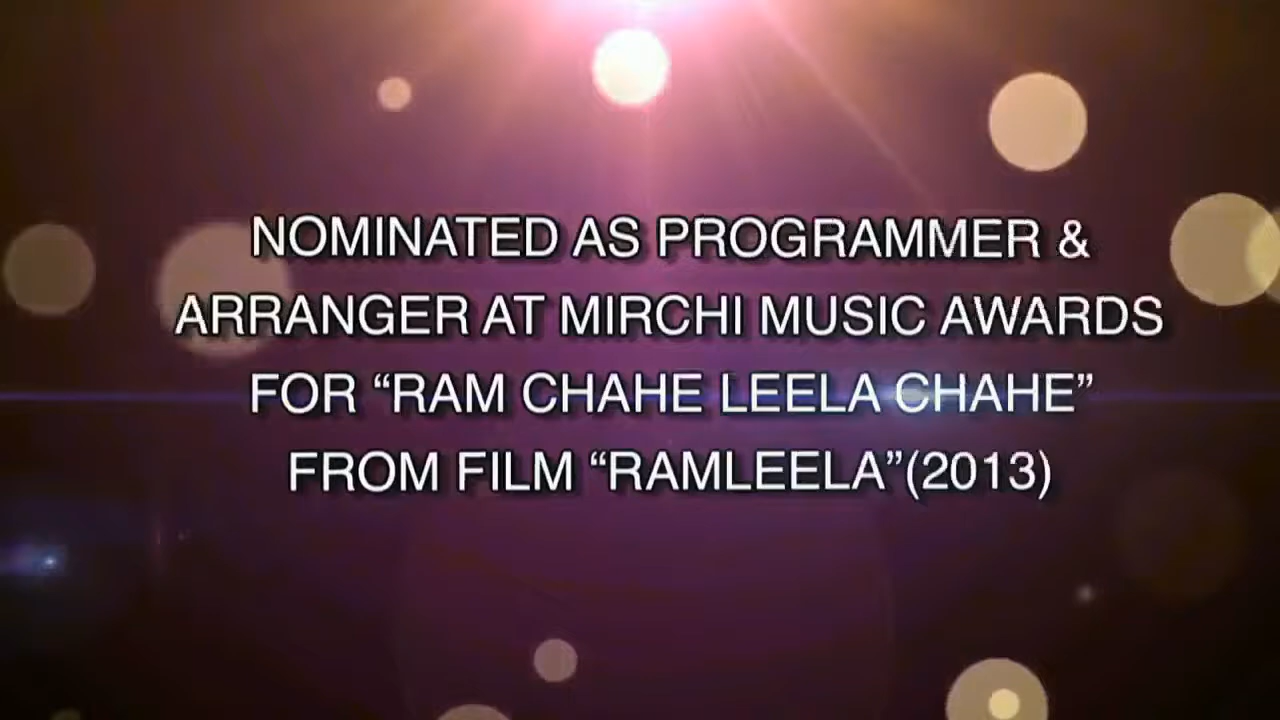 NOMINATED AS PROGRAMMER &
ARRANGER AT MIRCHI MUSIC AWARDS
FOR “RAM CHAHE LEELA CHAHE”
FROM FILM “RAMLEELA”(2013)